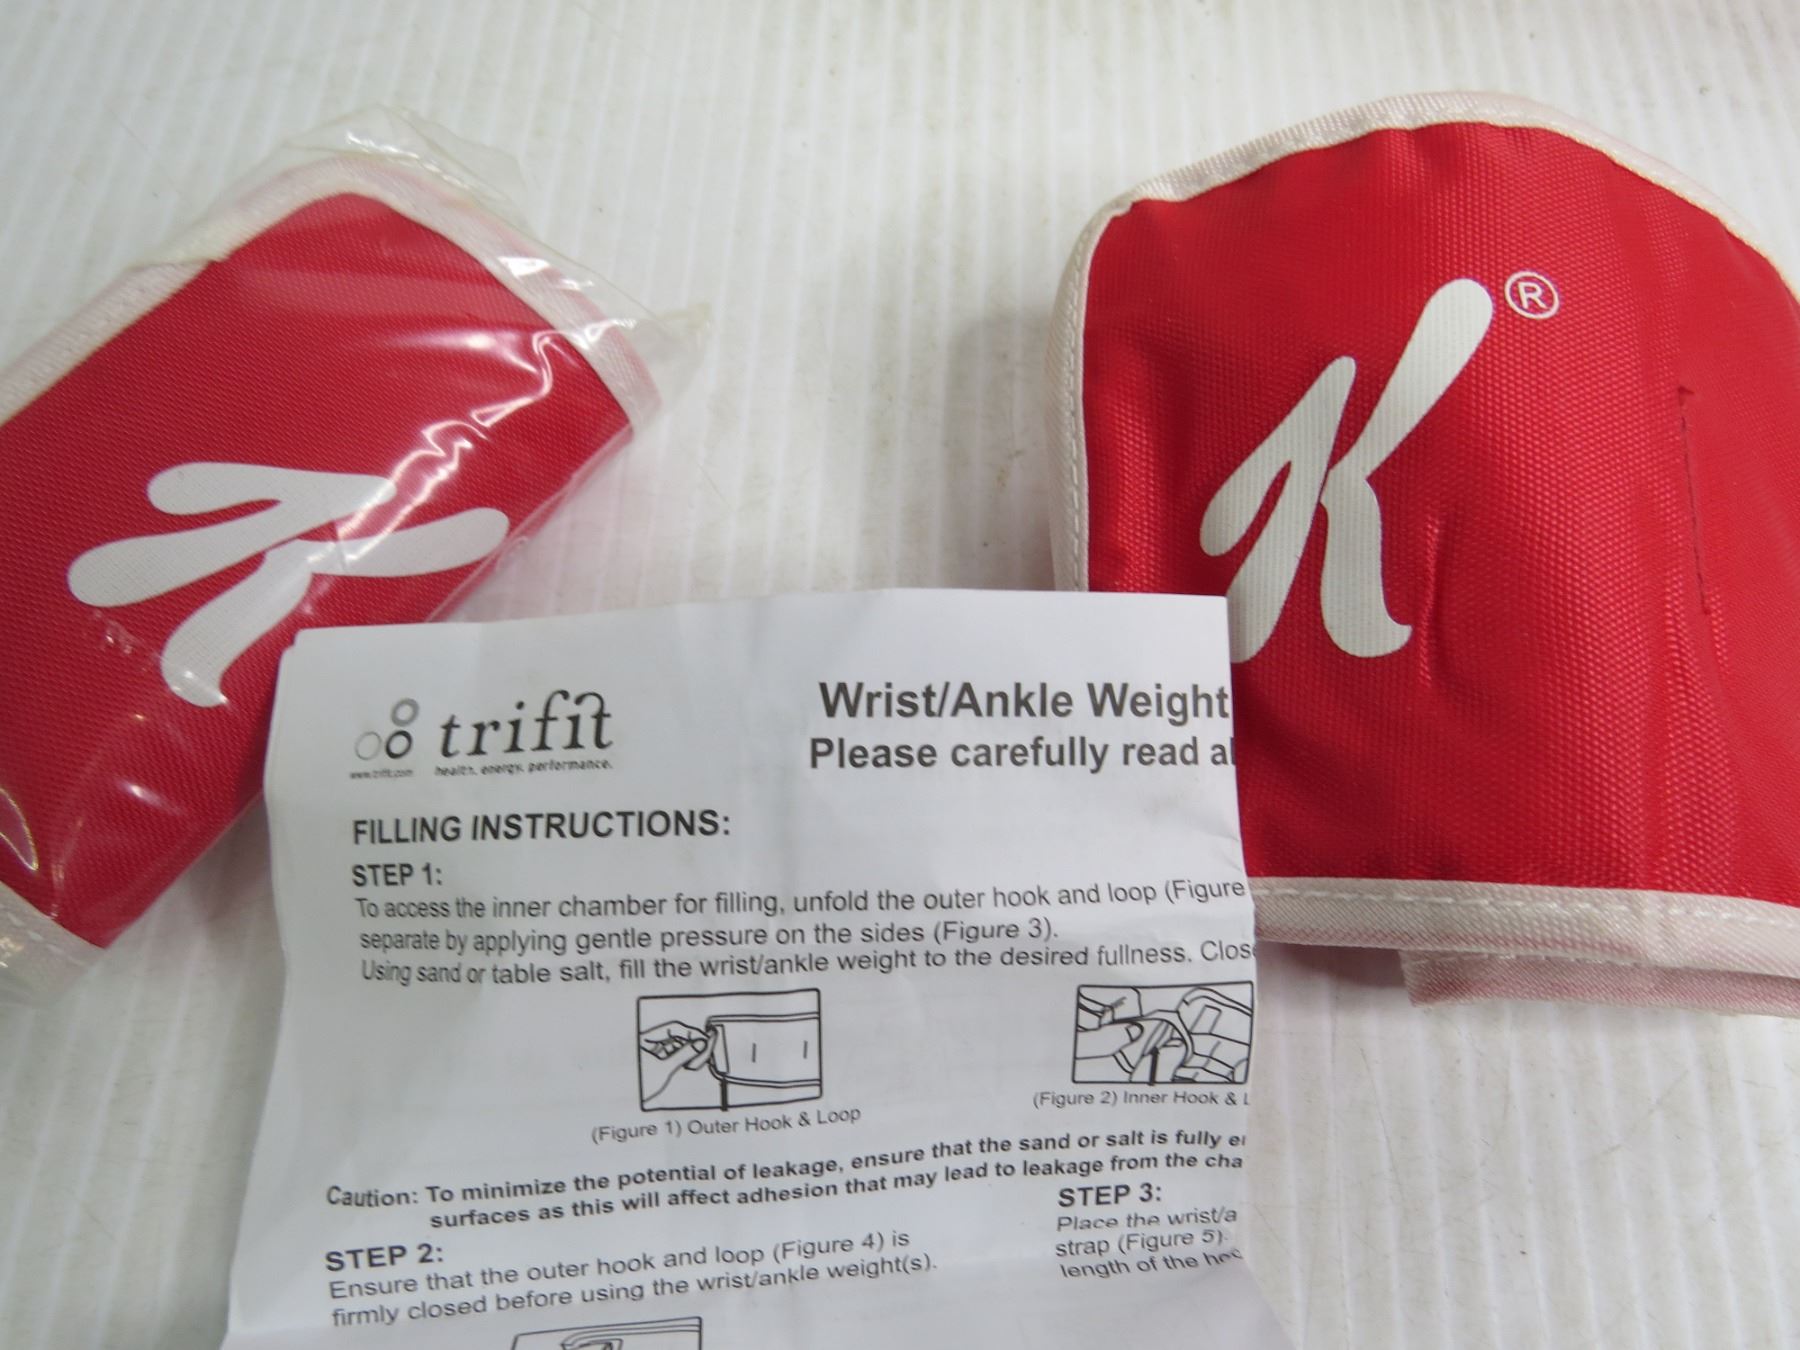 K
K®
trifit
health. energy. performance.
Wrist/Ankle Weight
Please carefully read al
FILLING INSTRUCTIONS:
STEP 1:
To access the inner chamber for filling, unfold the outer hook and loop (Figure
separate by applying gentle pressure on the sides (Figure 3).
Using sand or table salt, fill the wrist/ankle weight to the desired fullness. Close
(Figure 1) Outer Hook & Loop
(Figure 2) Inner Hook & L
Caution: To minimize the potential of leakage, ensure that the sand or salt is fully
surfaces as this will affect adhesion that may lead to leakage from the cha
STEP 2:
Ensure that the outer hook and loop (Figure 4) is
firmly closed before using the wrist/ankle weight(s).
STEP 3:
Place the wrist/a
strap (Figure 5).
length of the